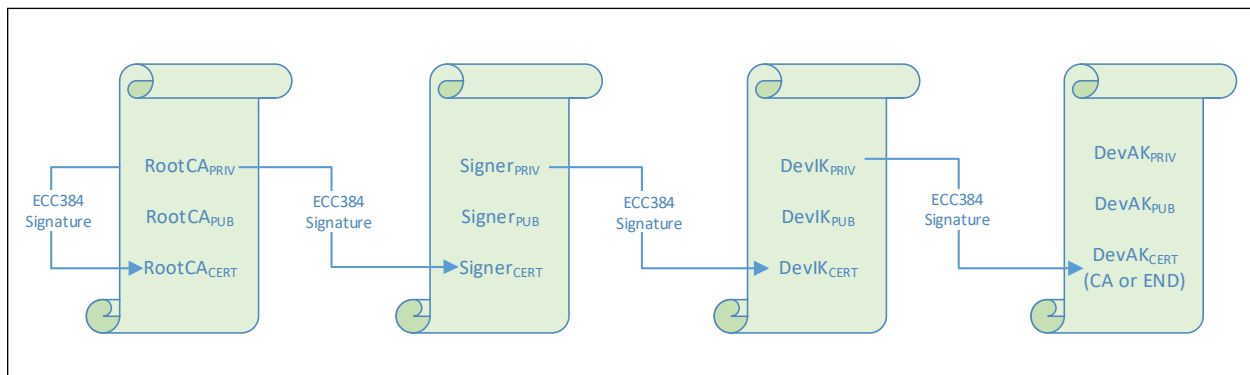 ECC384
Signature
RootCAPRIV
RootCAPUB
RootCACERT
ECC384
Signature
SignerPRIV
SignerPUB
SignerCERT
ECC384
Signature
DevIKPRIV
DevIKPUB
DevIKCERT
ECC384
Signature
DevAKPRIV
DevAKPUB
DevAKCERT
(CA or END)